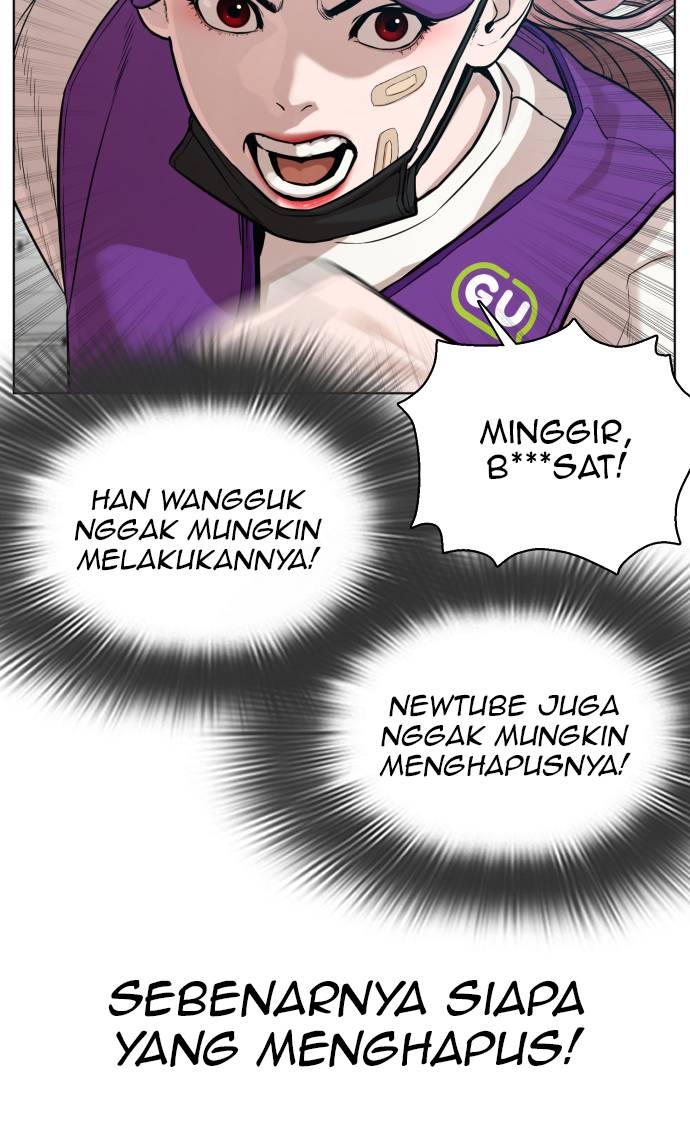 GU
MINGGIR,
B***SAT!
HAN WANGGUK
NGGAK MUNGKIN
MELAKUKANNYA!
NEWTUBE JUGA
NGGAK MUNGKIN
MENGHAPUSNYA!
SEBENARNYA SIAPA
YANG MENGHAPUS!